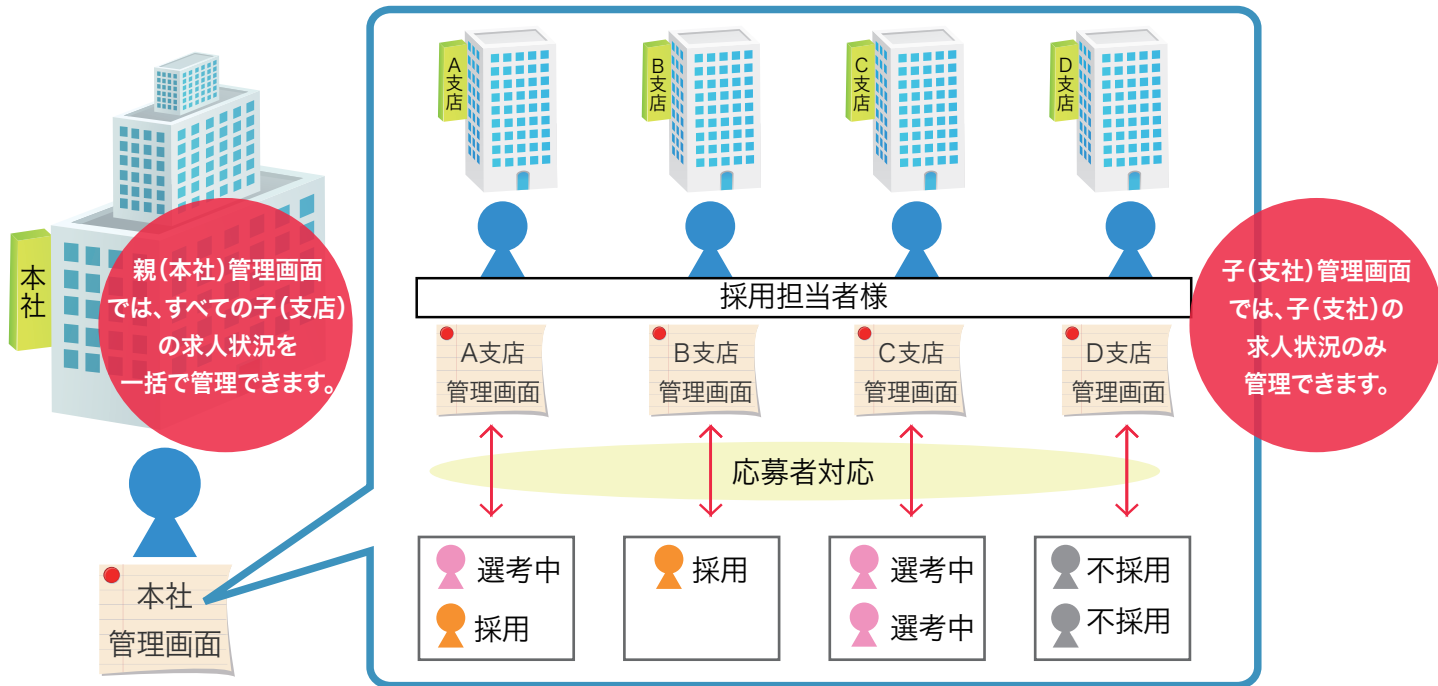 本社
親(本社)管理画面
では、すべての子(支店)
の求人状況を
一括で管理できます。
本社
管理画面
A支店
B支店
C支店
D支店
採用担当者様
A支店
管理画面
B支店
管理画面
C支店
管理画面
D支店
管理画面
応募者対応
選考中
採用
採用
選考中
選考中
不採用
不採用
子(支社)管理画面
では、子(支社)の
求人状況のみ
管理できます。